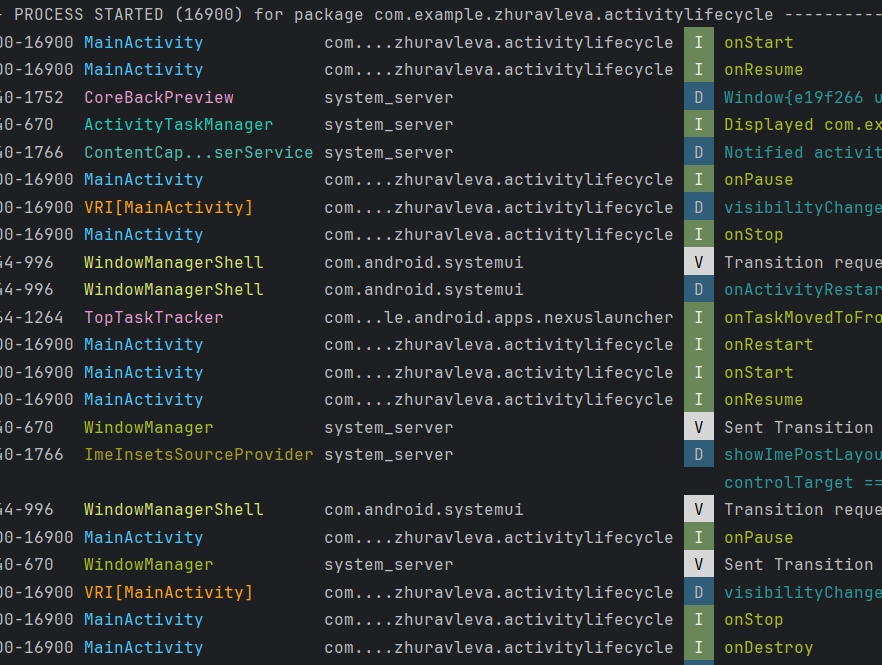 PROCESS STARTED (16900) for package com.example.zhuravleva.activitylifecycle ----------
00-16900 MainActivity com....zhuravleva.activitylifecycle I onStart
00-16900 MainActivity com....zhuravleva.activitylifecycle I onResume
40-1752 CoreBackPreview system_server D Window{e19f266 u
40-670 ActivityTaskManager system_server I Displayed com.ex
40-1766 ContentCap...serService system_server D Notified activit
00-16900 MainActivity com....zhuravleva.activitylifecycle I onPause
00-16900 VRI[MainActivity] com....zhuravleva.activitylifecycle D visibilityChange
00-16900 MainActivity com....zhuravleva.activitylifecycle I onStop
44-996 WindowManagerShell com.android.systemui V Transition reque
44-996 WindowManagerShell com.android.systemui D onActivityRestar
64-1264 TopTaskTracker com...le.android.apps.nexuslauncher I onTaskMovedToFro
00-16900 MainActivity com....zhuravleva.activitylifecycle I onRestart
00-16900 MainActivity com....zhuravleva.activitylifecycle I onStart
00-16900 MainActivity com....zhuravleva.activitylifecycle I onResume
40-670 WindowManager system_server V Sent Transition
40-1766 ImeInsetsSourceProvider system_server D showImePostLayou
controlTarget ==
44-996 WindowManagerShell com.android.systemui V Transition reque
00-16900 MainActivity com....zhuravleva.activitylifecycle I onPause
40-670 WindowManager system_server V Sent Transition
00-16900 VRI[MainActivity] com....zhuravleva.activitylifecycle D visibilityChange
00-16900 MainActivity com....zhuravleva.activitylifecycle I onStop
00-16900 MainActivity com....zhuravleva.activitylifecycle I onDestroy